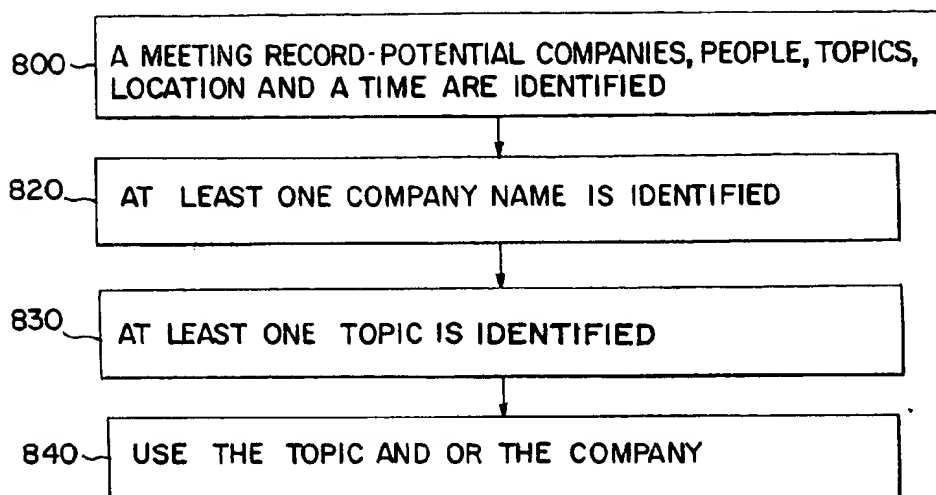 800
A MEETING RECORD-POTENTIAL COMPANIES, PEOPLE, TOPICS,
LOCATION AND A TIME ARE IDENTIFIED
820
AT LEAST ONE COMPANY NAME IS IDENTIFIED
830
AT LEAST ONE TOPIC IS IDENTIFIED
840
USE THE TOPIC AND OR THE COMPANY